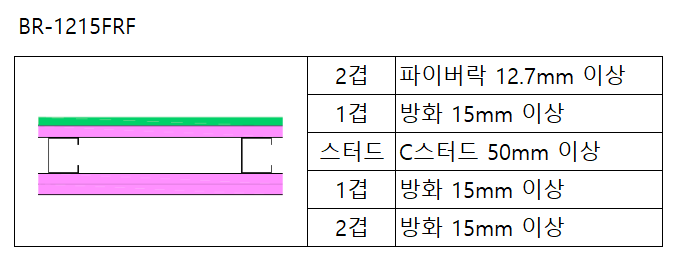 BR-1215FRF
2겹 파이버락 12.7mm 이상
1겹 방화 15mm 이상
스터드 C스터드 50mm 이상
1겹 방화 15mm 이상
2겹 방화 15mm 이상